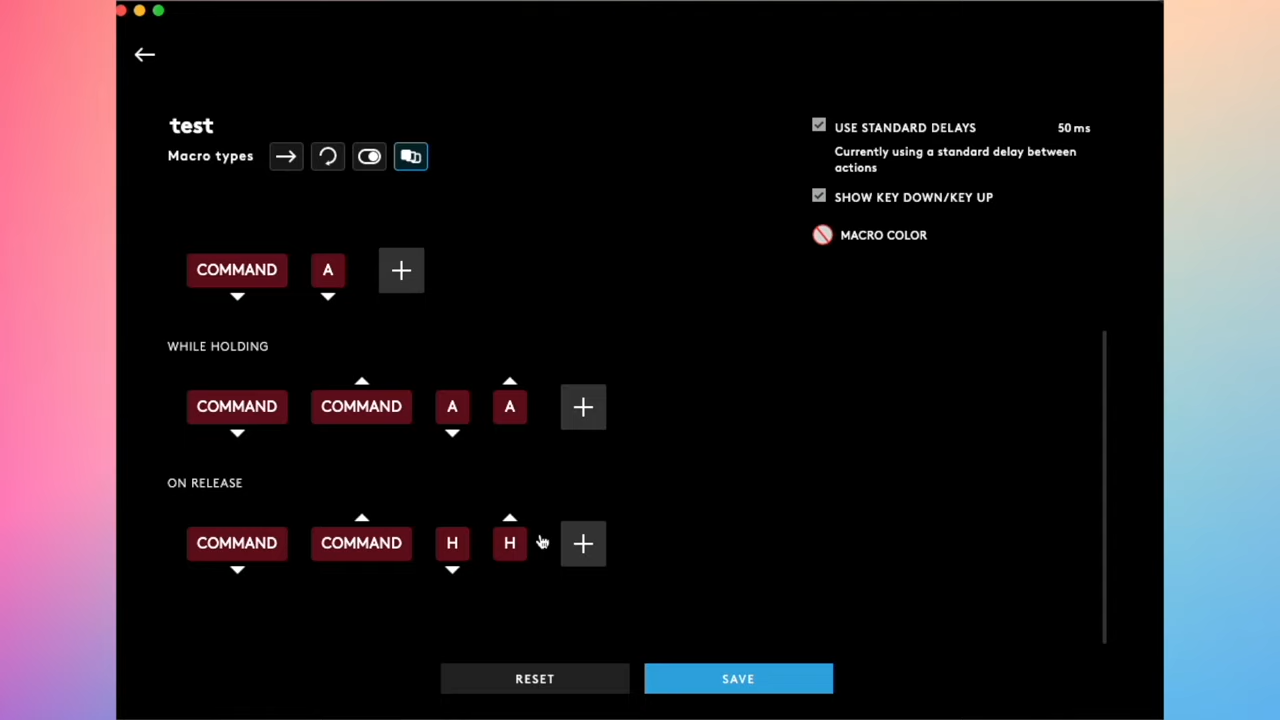 test
Macro types
USE STANDARD DELAYS 50 ms
Currently using a standard delay between
actions
SHOW KEY DOWN/KEY UP
MACRO COLOR
COMMAND A +
WHILE HOLDING
COMMAND COMMAND A A +
ON RELEASE
COMMAND COMMAND H H +
RESET SAVE